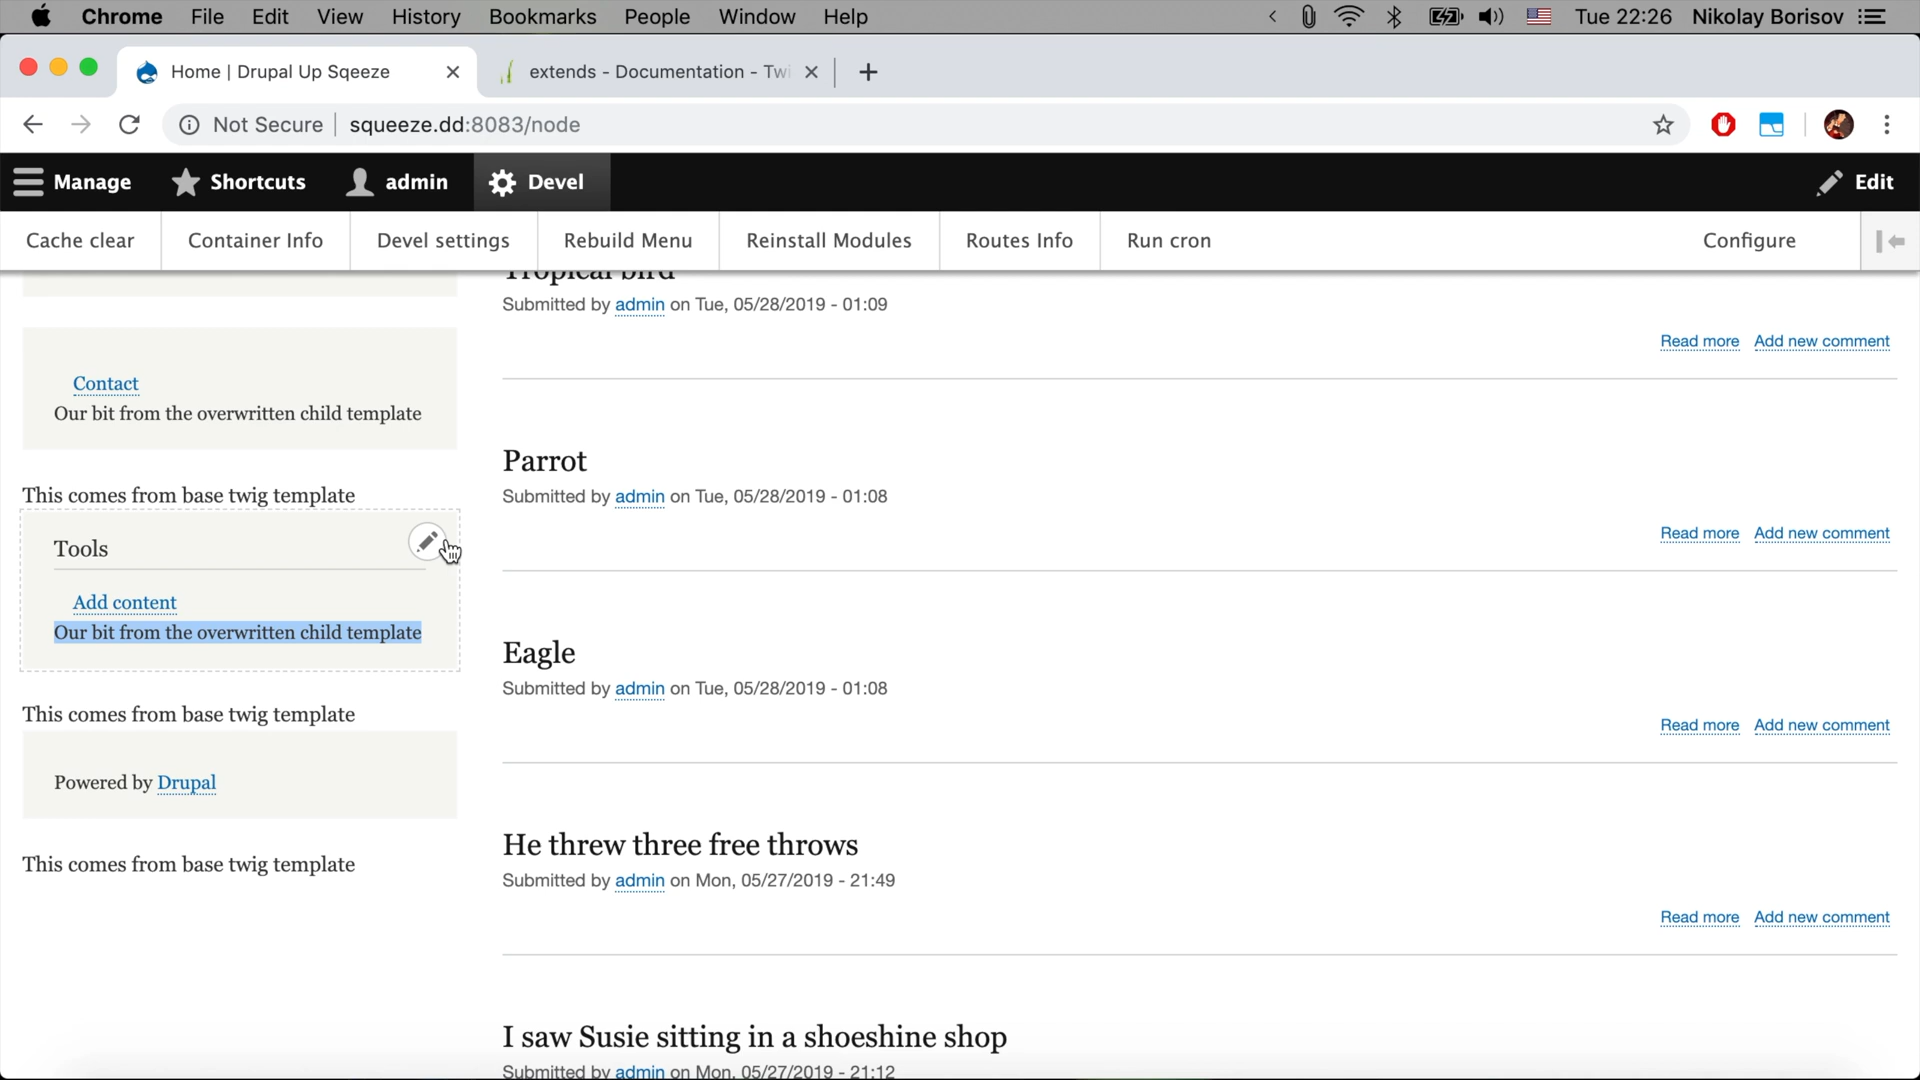 Chrome File Edit View History Bookmarks People Window Help Tue 22:26 Nikolay Borisov
Home | Drupal Up Sqeeze extends - Documentation - Twi
Not Secure squeeze.dd:8083/node
Manage Shortcuts admin Devel Edit
Cache clear Container Info Devel settings Rebuild Menu Reinstall Modules Routes Info Run cron Configure
Tropical bird
Submitted by admin on Tue, 05/28/2019 - 01:09
Read more Add new comment
Contact
Our bit from the overwritten child template
Parrot
This comes from base twig template
Submitted by admin on Tue, 05/28/2019 - 01:08
Read more Add new comment
Tools
Add content
Our bit from the overwritten child template
Eagle
Submitted by admin on Tue, 05/28/2019 - 01:08
This comes from base twig template
Read more Add new comment
Powered by Drupal
He threw three free throws
This comes from base twig template
Submitted by admin on Mon, 05/27/2019 - 21:49
Read more Add new comment
I saw Susie sitting in a shoeshine shop
Submitted by admin on Mon, 05/27/2019 - 21:12